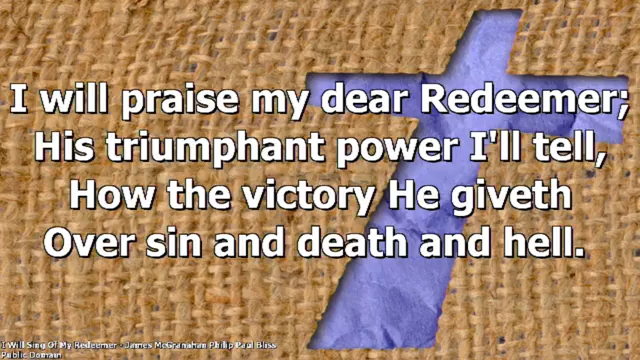 I will praise my dear Redeemer;
His triumphant power I'll tell,
How the victory He giveth
Over sin and death and hell.
I Will Sing Of My Redeemer - James McGranahan Philip Paul Bliss
Public Domain